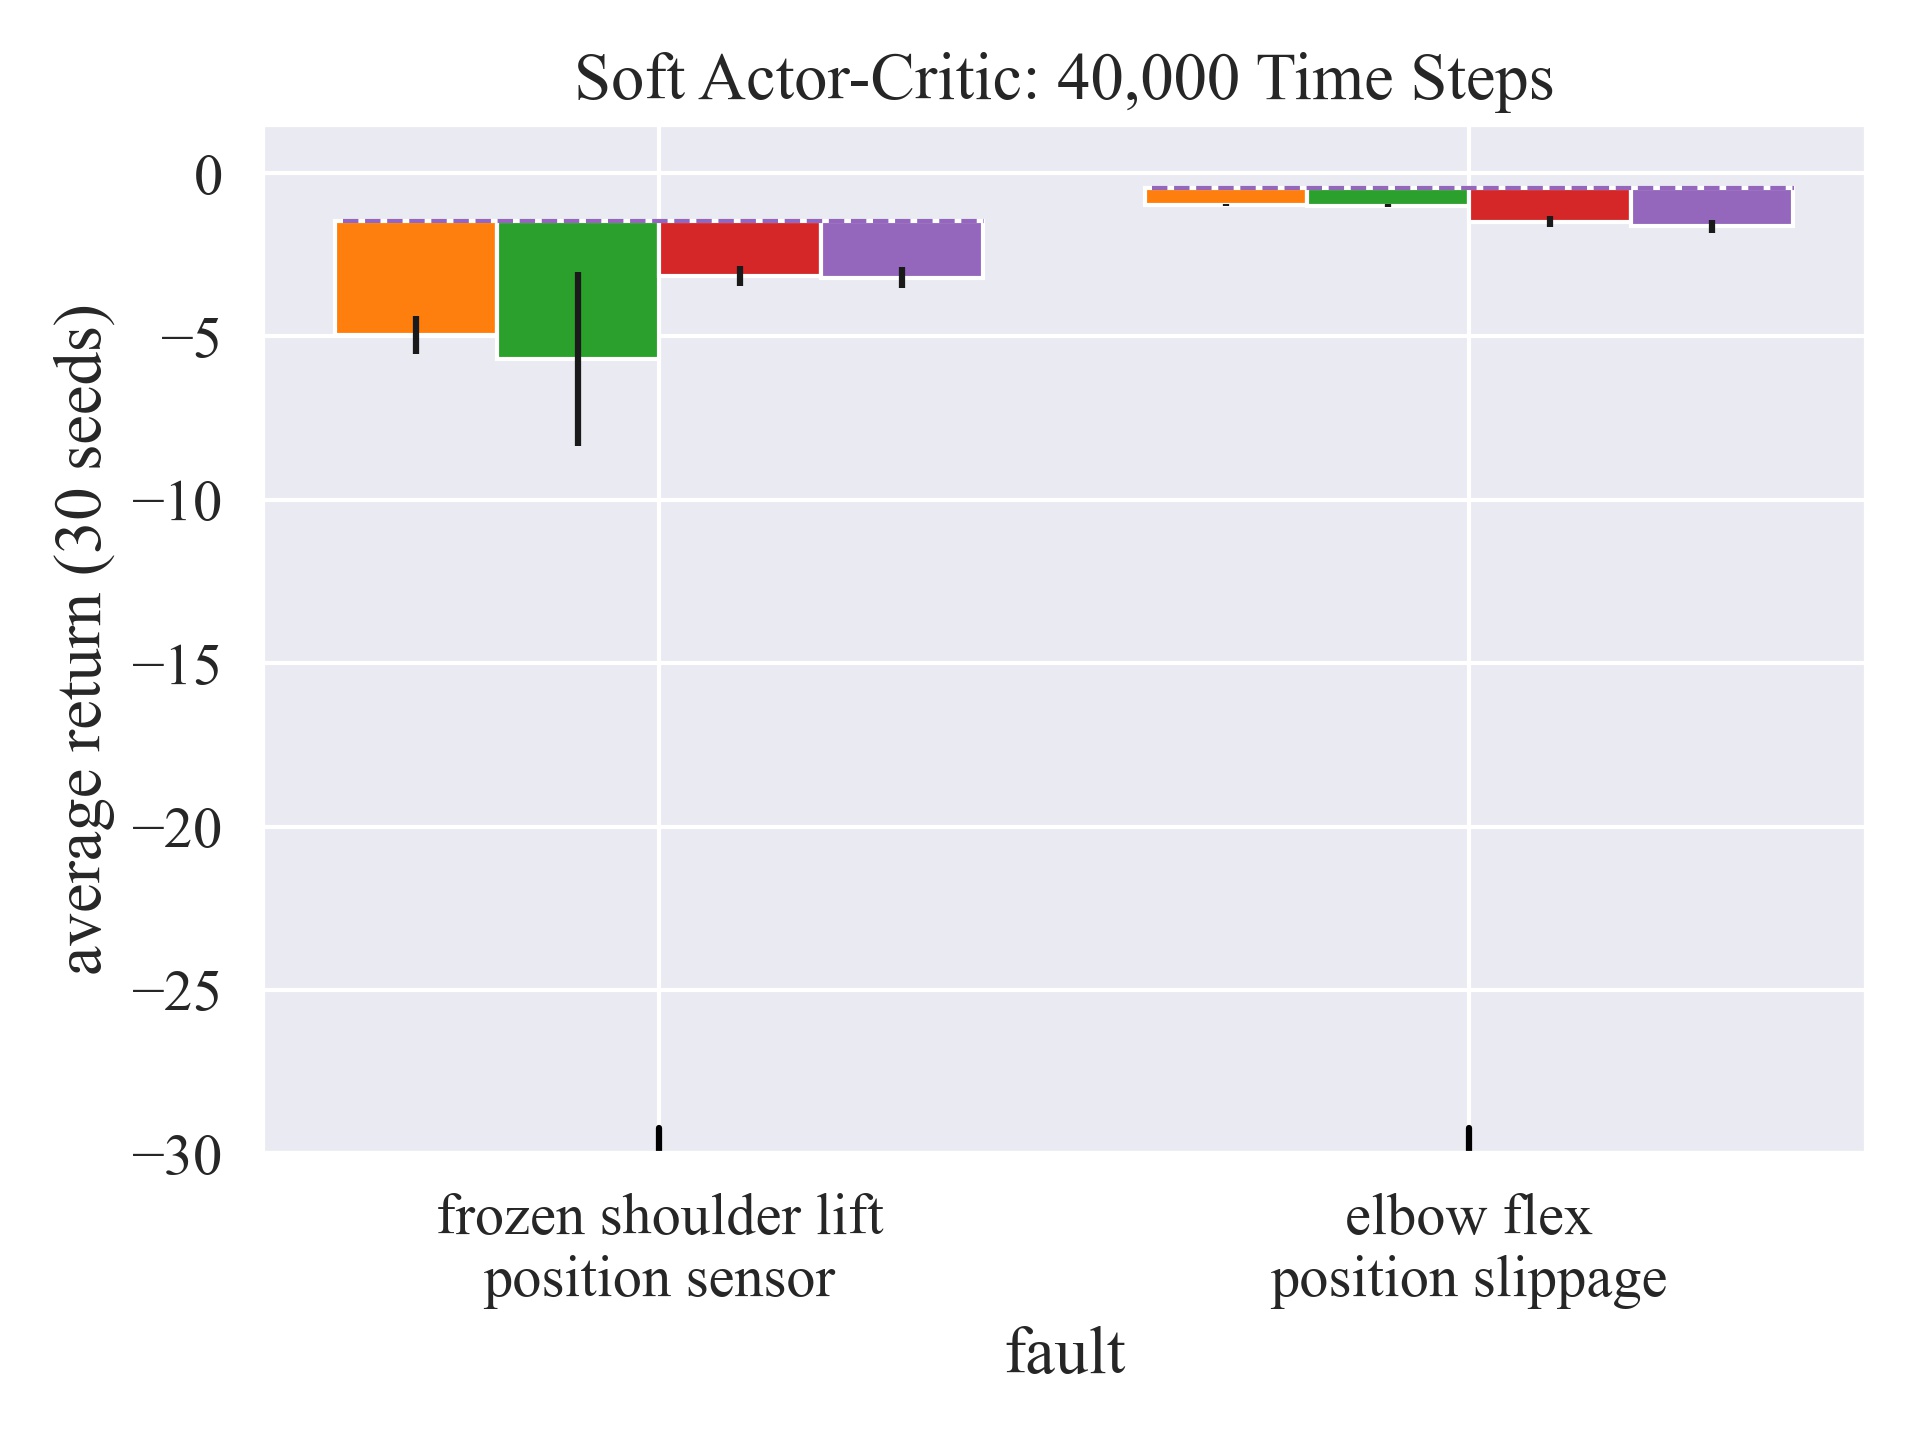 Soft Actor-Critic: 40,000 Time Steps
average return (30 seeds)
0
−5
−10
−15
−20
−25
−30
frozen shoulder lift
position sensor
elbow flex
position slippage
fault